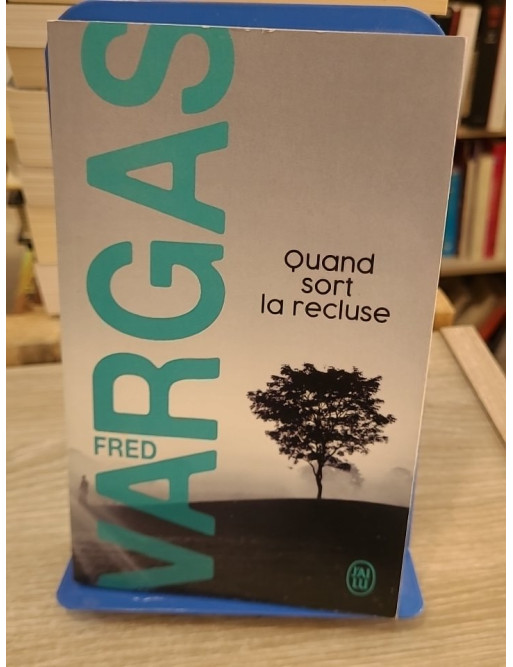 FRED
VARGAS
Quand
sort
la recluse
J'AI
LU